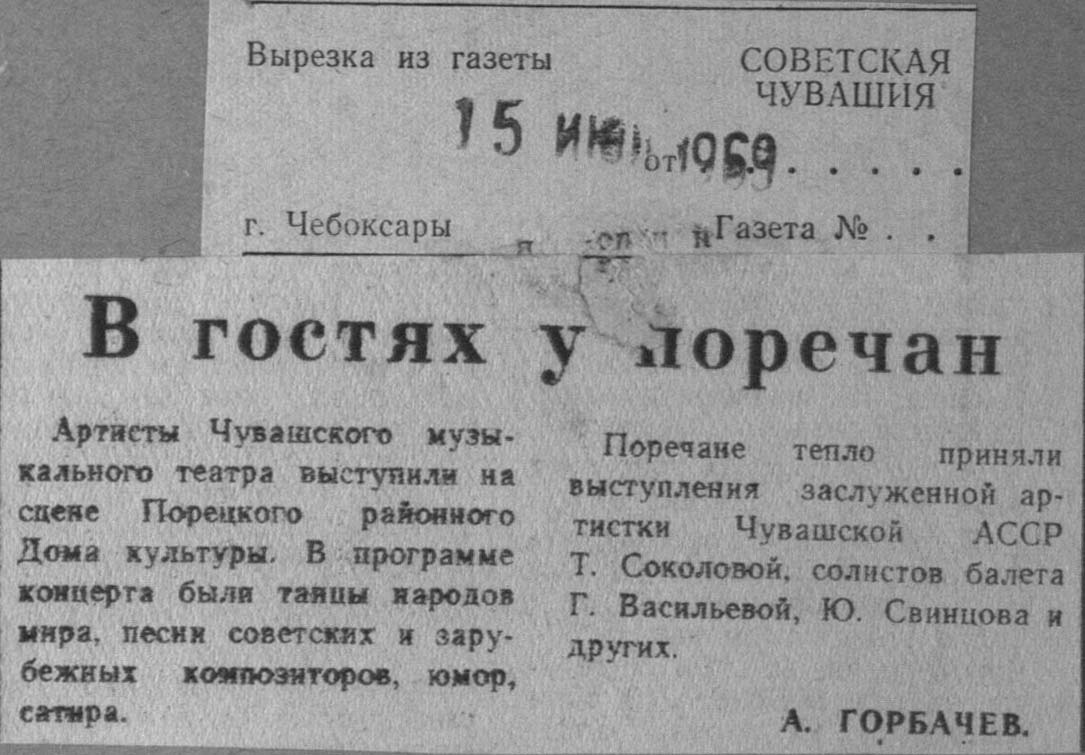 Вырезка из газеты
СОВЕТСКАЯ
ЧУВАШИЯ
15 от
г. Чебоксары
Газета № . .
В гостях у поречан
Артисты Чувашского музы-
кального театра выступили на
сцене Порецкого районного
Дома культуры. В программе
концерта были танцы народов
мира, песни советских и зару-
бежных композиторов, юмор,
сатира.
Поречане тепло приняли
выступления заслуженной ар-
тистки Чувашской АССР
Т. Соколовой, солистов балета
Г. Васильевой, Ю. Свинцова и
других.
А. ГОРБАЧЕВ.